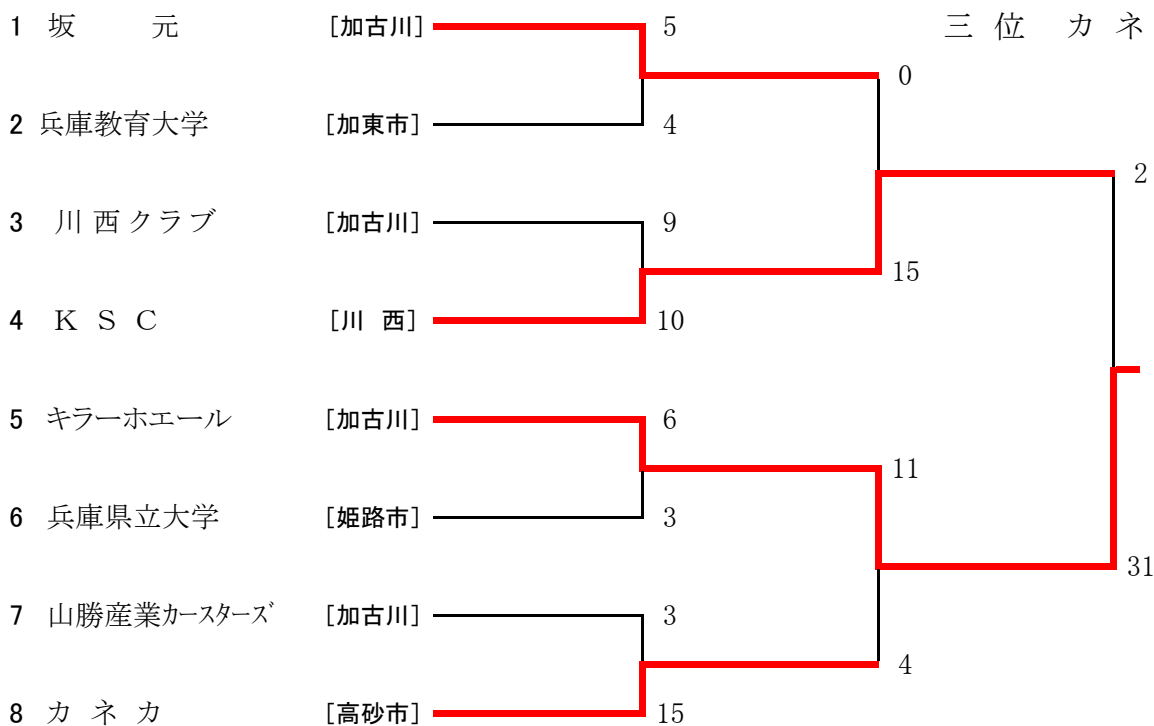 1 坂 元 [加古川] 5 三 位 カ ネ
0
2 兵庫教育大学 [加東市] 4
2
3 川 西 クラブ [加古川] 9
15
4 K S C [川 西] 10
5 キラーホエール [加古川] 6
11
6 兵庫県立大学 [姫路市] 3
31
7 山勝産業カースターズ [加古川] 3
4
8 カ ネ カ [高砂市] 15